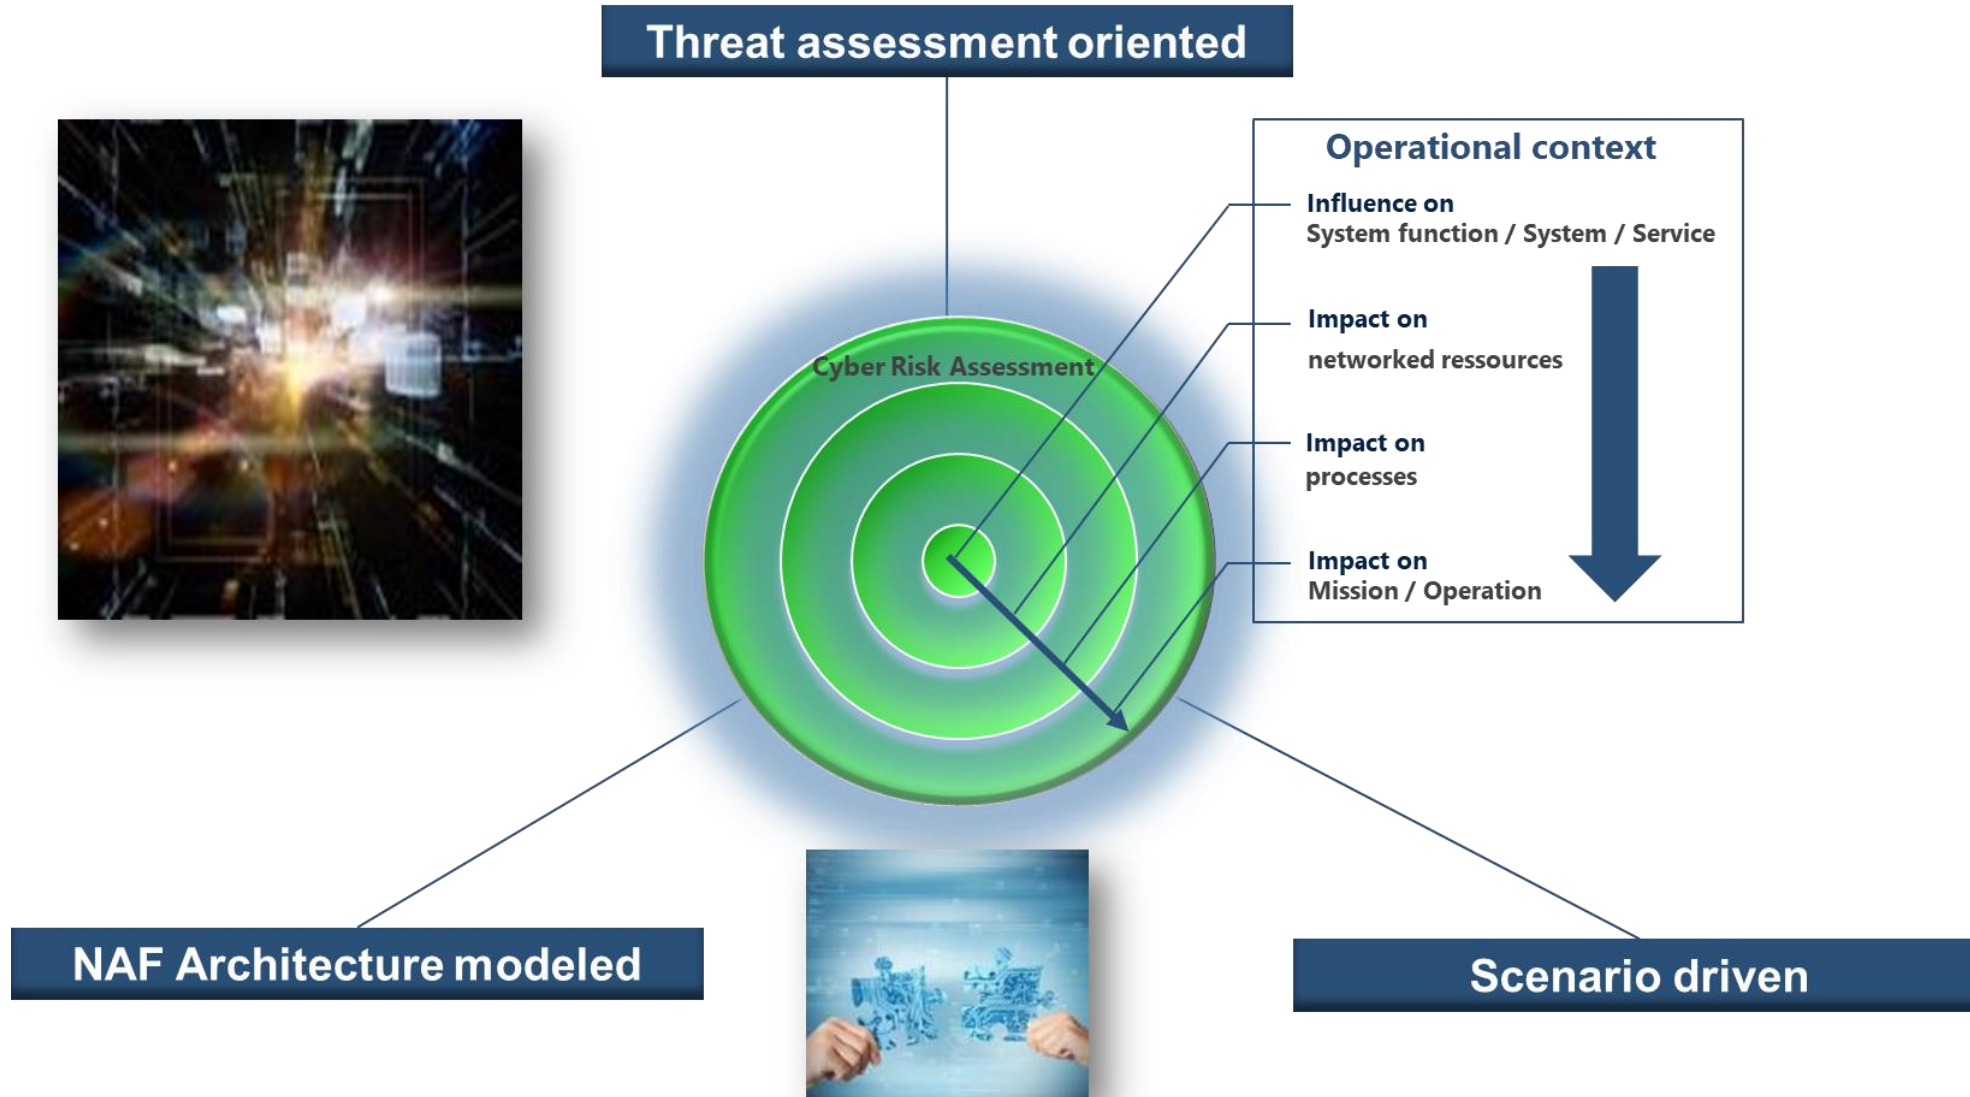 Threat assessment oriented
Operational context
Influence on
System function / System / Service
Impact on
networked ressources
Cyber Risk Assessment
Impact on
processes
Impact on
Mission / Operation
NAF Architecture modeled
Scenario driven